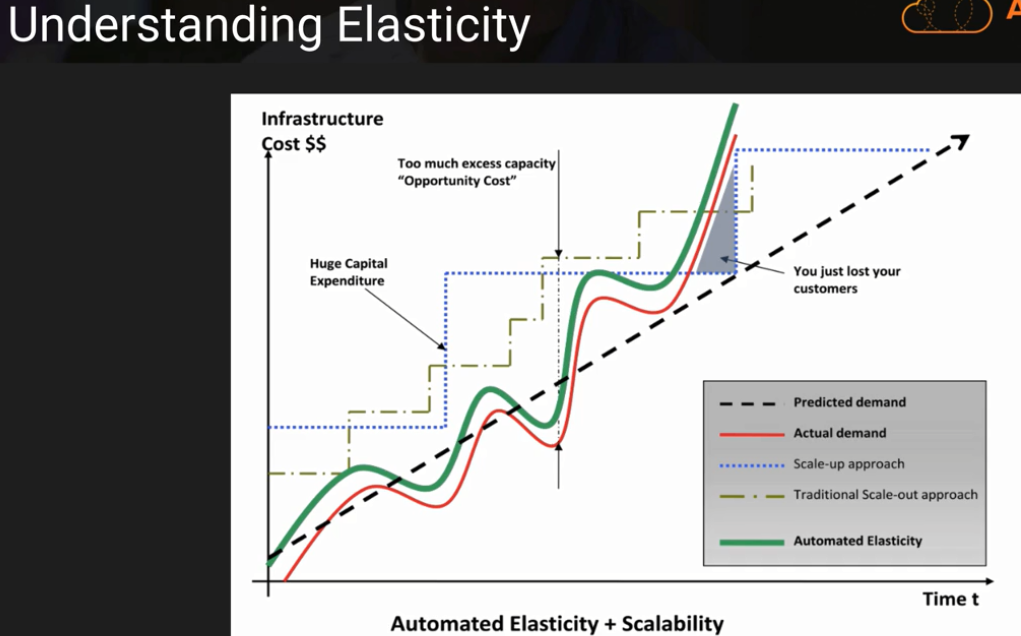 Understanding Elasticity
A
Infrastructure
Cost $$
Too much excess capacity
“Opportunity Cost”
Huge Capital
Expenditure
You just lost your
customers
Predicted demand
Actual demand
Scale-up approach
Traditional Scale-out approach
Automated Elasticity
Time t
Automated Elasticity + Scalability